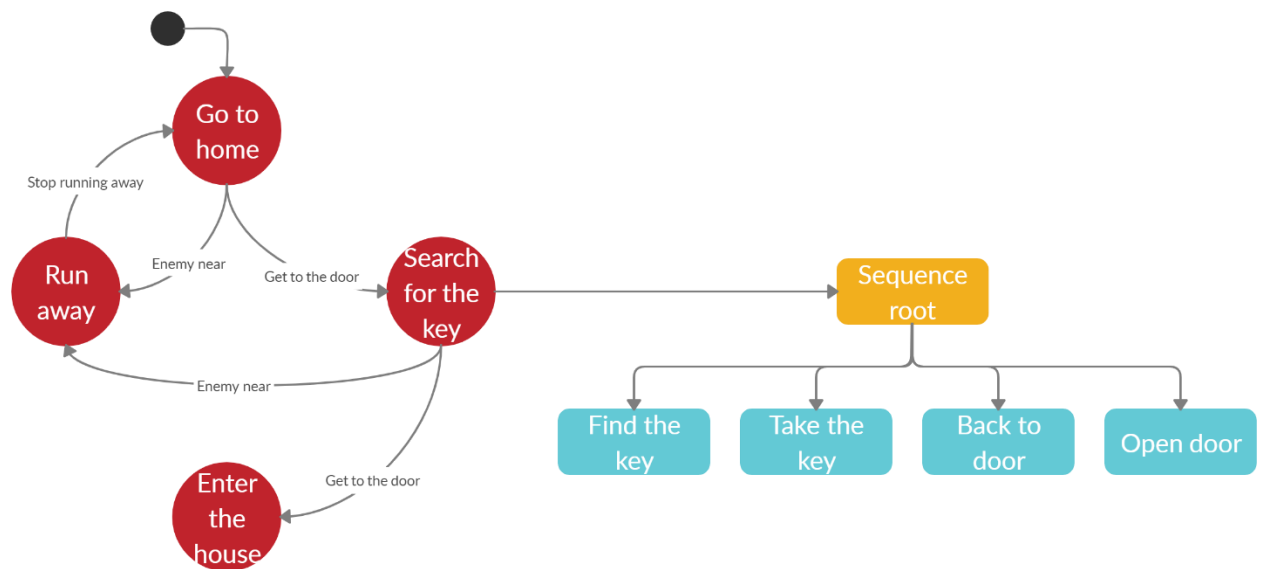 Go to
home
Stop running away
Enemy near
Get to the door
Run
away
Search
for the
key
Sequence
root
Enemy near
Find the
key
Take the
key
Back to
door
Open door
Get to the door
Enter
the
house